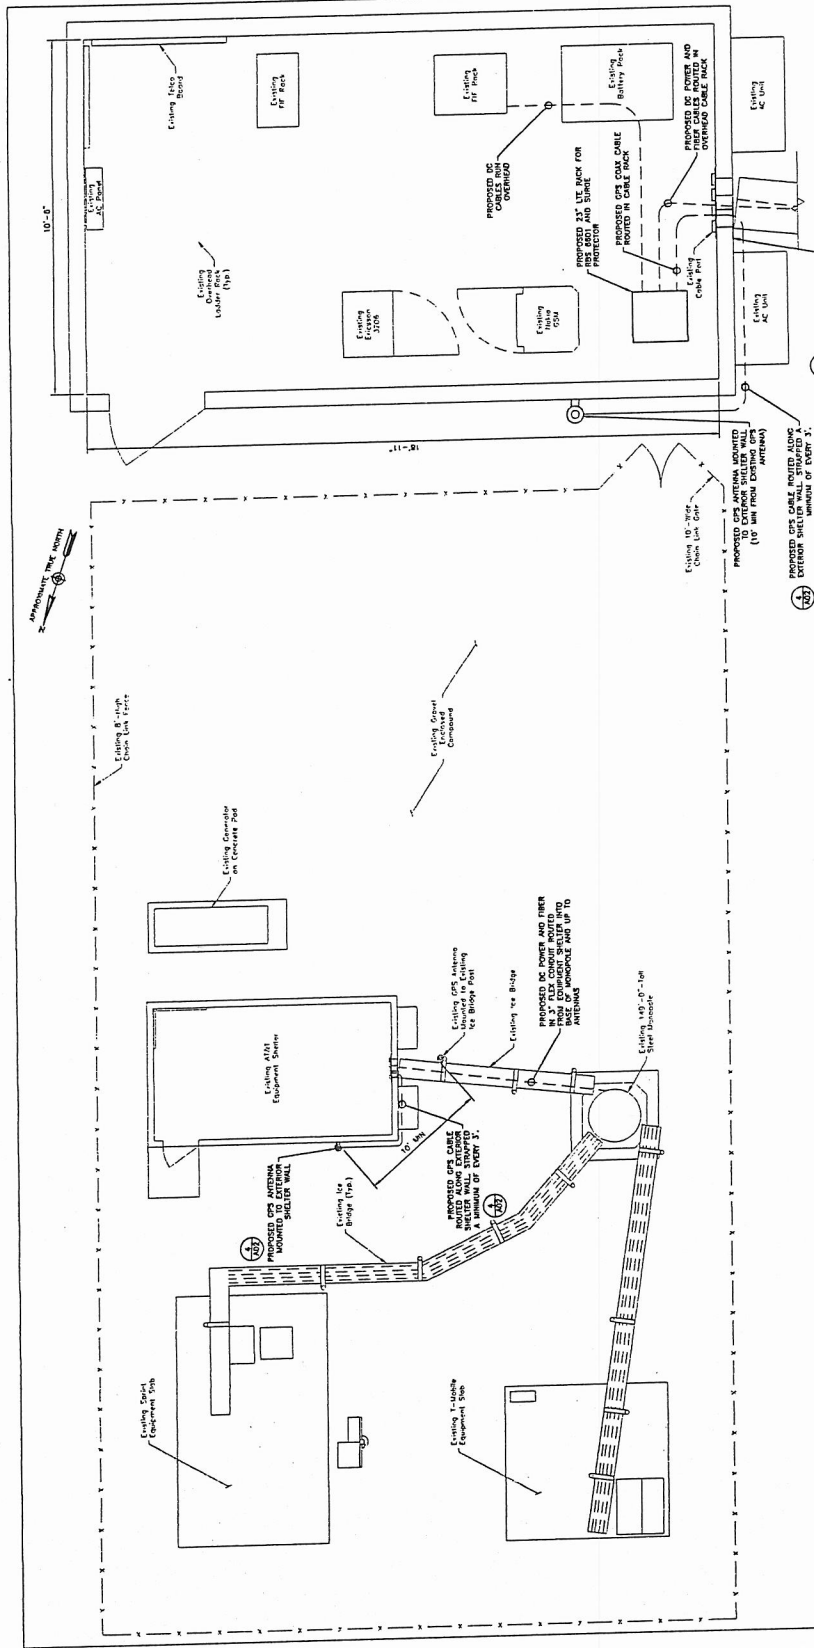 10'-6"
Existing Telco
Board
Existing
FIF Rack
Existing
FIF Rack
Existing
Battery Pack
Existing
AC Unit
Existing
AC Panel
Existing
Overhead
Ladder Rack
(Typ.)
PROPOSED DC
CABLES RUN
OVERHEAD
PROPOSED 23" LTE RACK FOR
RBS 6601 AND SURGE
PROTECTOR
PROPOSED GPS COAX CABLE
ROUTED IN CABLE RACK
PROPOSED DC POWER AND
FIBER CABLES ROUTED IN
OVERHEAD CABLE RACK
Existing
Ericsson
3206
Existing
Nokia
GSM
Existing
Cable Port
Existing
AC Unit
18'-11"
PROPOSED GPS ANTENNA MOUNTED
TO EXTERIOR SHELTER WALL
(10' MIN FROM EXISTING GPS
ANTENNA)
4
A02
PROPOSED GPS CABLE ROUTED ALONG
EXTERIOR SHELTER WALL, STRAPPED A
MINIMUM OF EVERY 3'.
APPROXIMATE TRUE NORTH
N
Existing 8'-High
Chain Link Fence
Existing 10'-Wide
Chain Link Gate
Existing Gravel
Enclosed
Compound
Existing Generator
on Concrete Pad
Existing AT&T
Equipment Shelter
Existing GPS Antenna
Mounted to Existing
Ice Bridge Post
Existing Ice Bridge
PROPOSED DC POWER AND FIBER
IN 3" FLEX CONDUIT ROUTED
FROM EQUIPMENT SHELTER INTO
BASE OF MONOPOLE AND UP TO
ANTENNAS
Existing 140'-0"-Tall
Steel Monopole
10' MIN
4
A02
PROPOSED GPS ANTENNA
MOUNTED TO EXTERIOR
SHELTER WALL
Existing Ice
Bridge (Typ.)
PROPOSED GPS CABLE
ROUTED ALONG EXTERIOR
SHELTER WALL, STRAPPED
A MINIMUM OF EVERY 3'.
4
A02
Existing Sprint
Equipment Slab
Existing T-Mobile
Equipment Slab